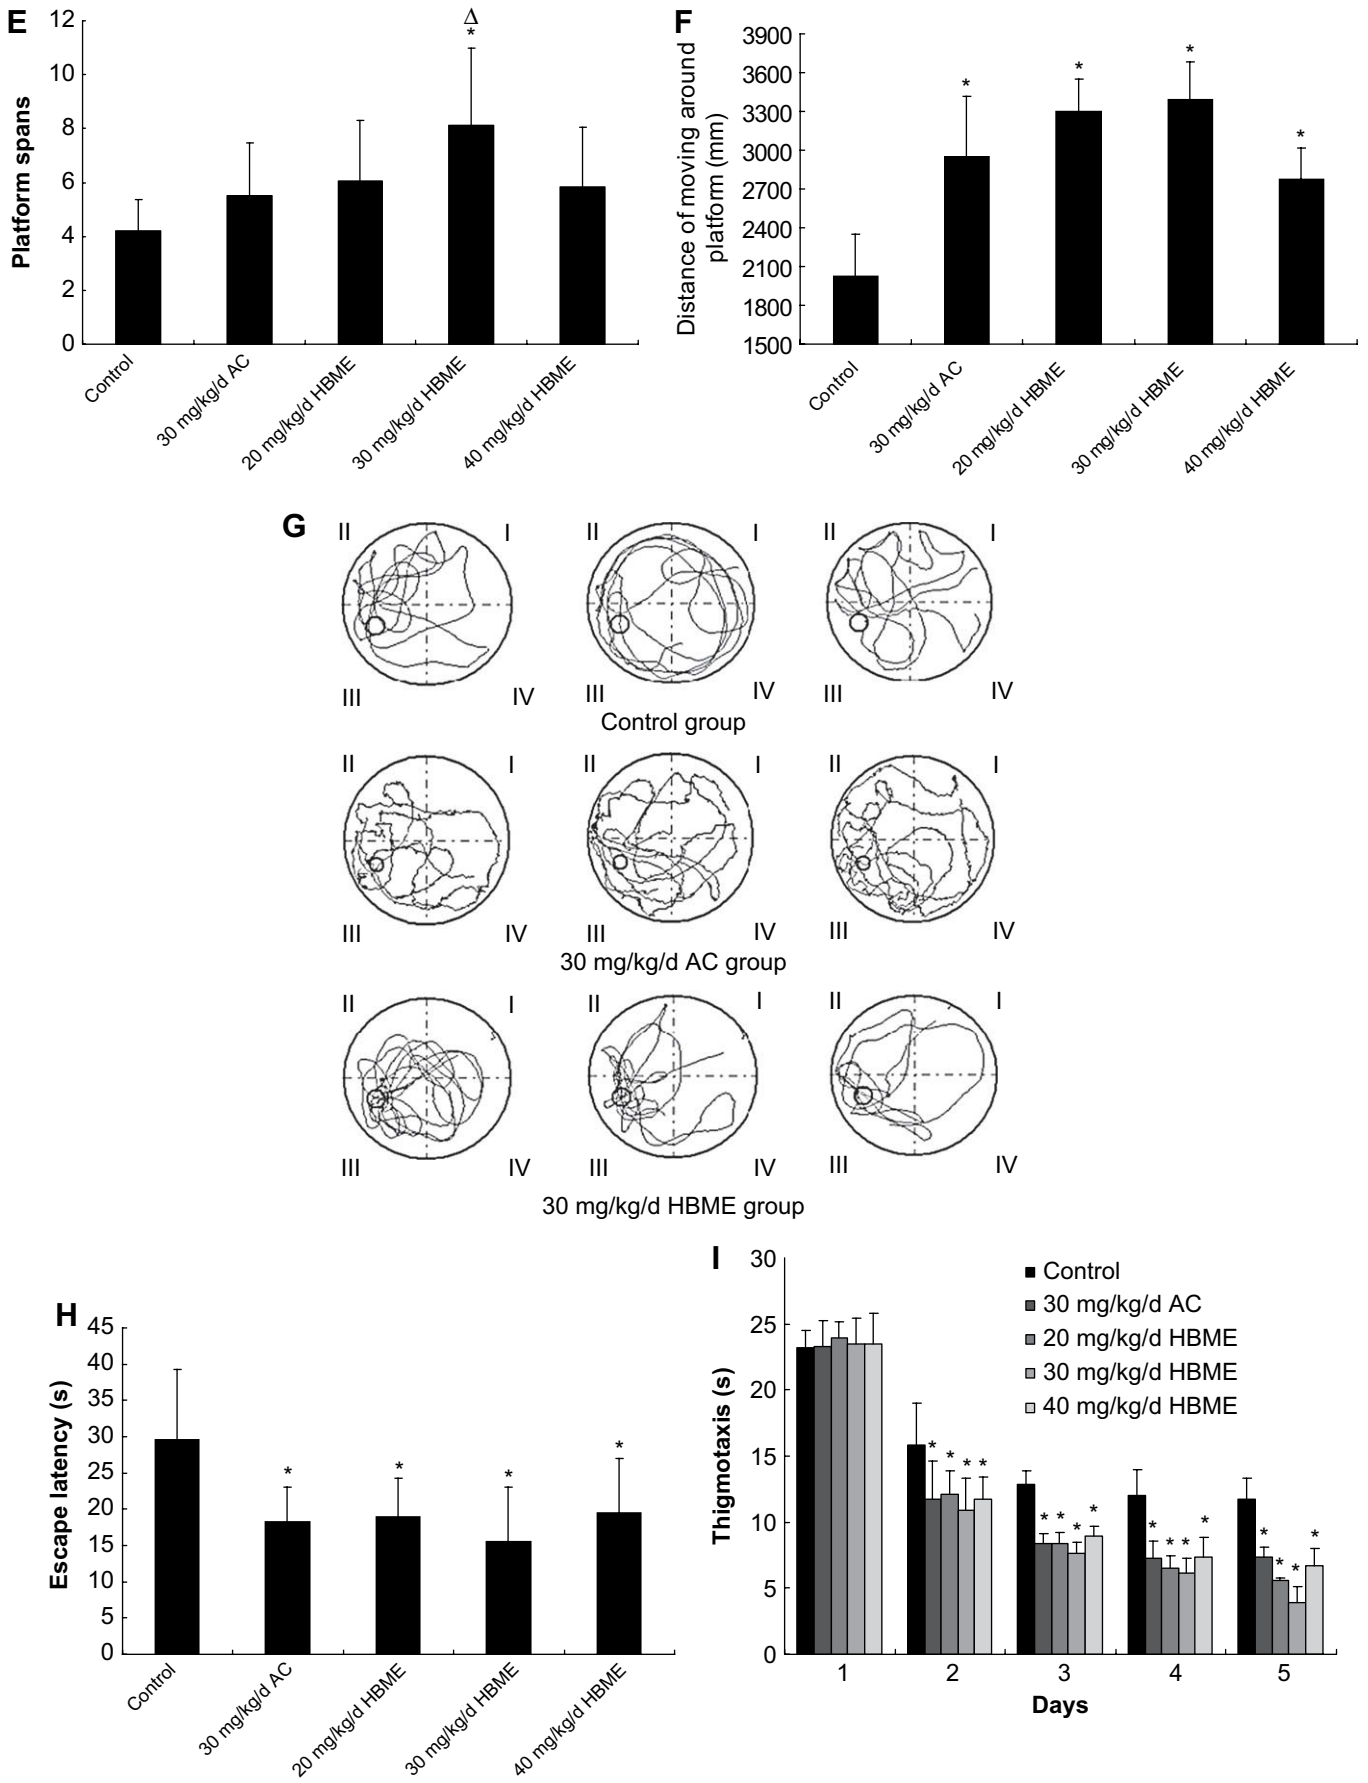 E
Platform spans
12
10
8
6
4
2
0
Δ
*
Control
30 mg/kg/d AC
20 mg/kg/d HBME
30 mg/kg/d HBME
40 mg/kg/d HBME
F
Distance of moving around
platform (mm)
3900
3600
3300
3000
2700
2400
2100
1800
1500
* * * *
Control
30 mg/kg/d AC
20 mg/kg/d HBME
30 mg/kg/d HBME
40 mg/kg/d HBME
G
II I II I II I
III IV III IV III IV
Control group
II I II I II I
III IV III IV III IV
30 mg/kg/d AC group
II I II I II I
III IV III IV III IV
30 mg/kg/d HBME group
H
Escape latency (s)
45
40
35
30
25
20
15
10
5
0
* * * *
Control
30 mg/kg/d AC
20 mg/kg/d HBME
30 mg/kg/d HBME
40 mg/kg/d HBME
I
Thigmotaxis (s)
30
25
20
15
10
5
0
Control
30 mg/kg/d AC
20 mg/kg/d HBME
30 mg/kg/d HBME
40 mg/kg/d HBME
* * * *
* * * *
* * * *
* * * *
1 2 3 4 5
Days